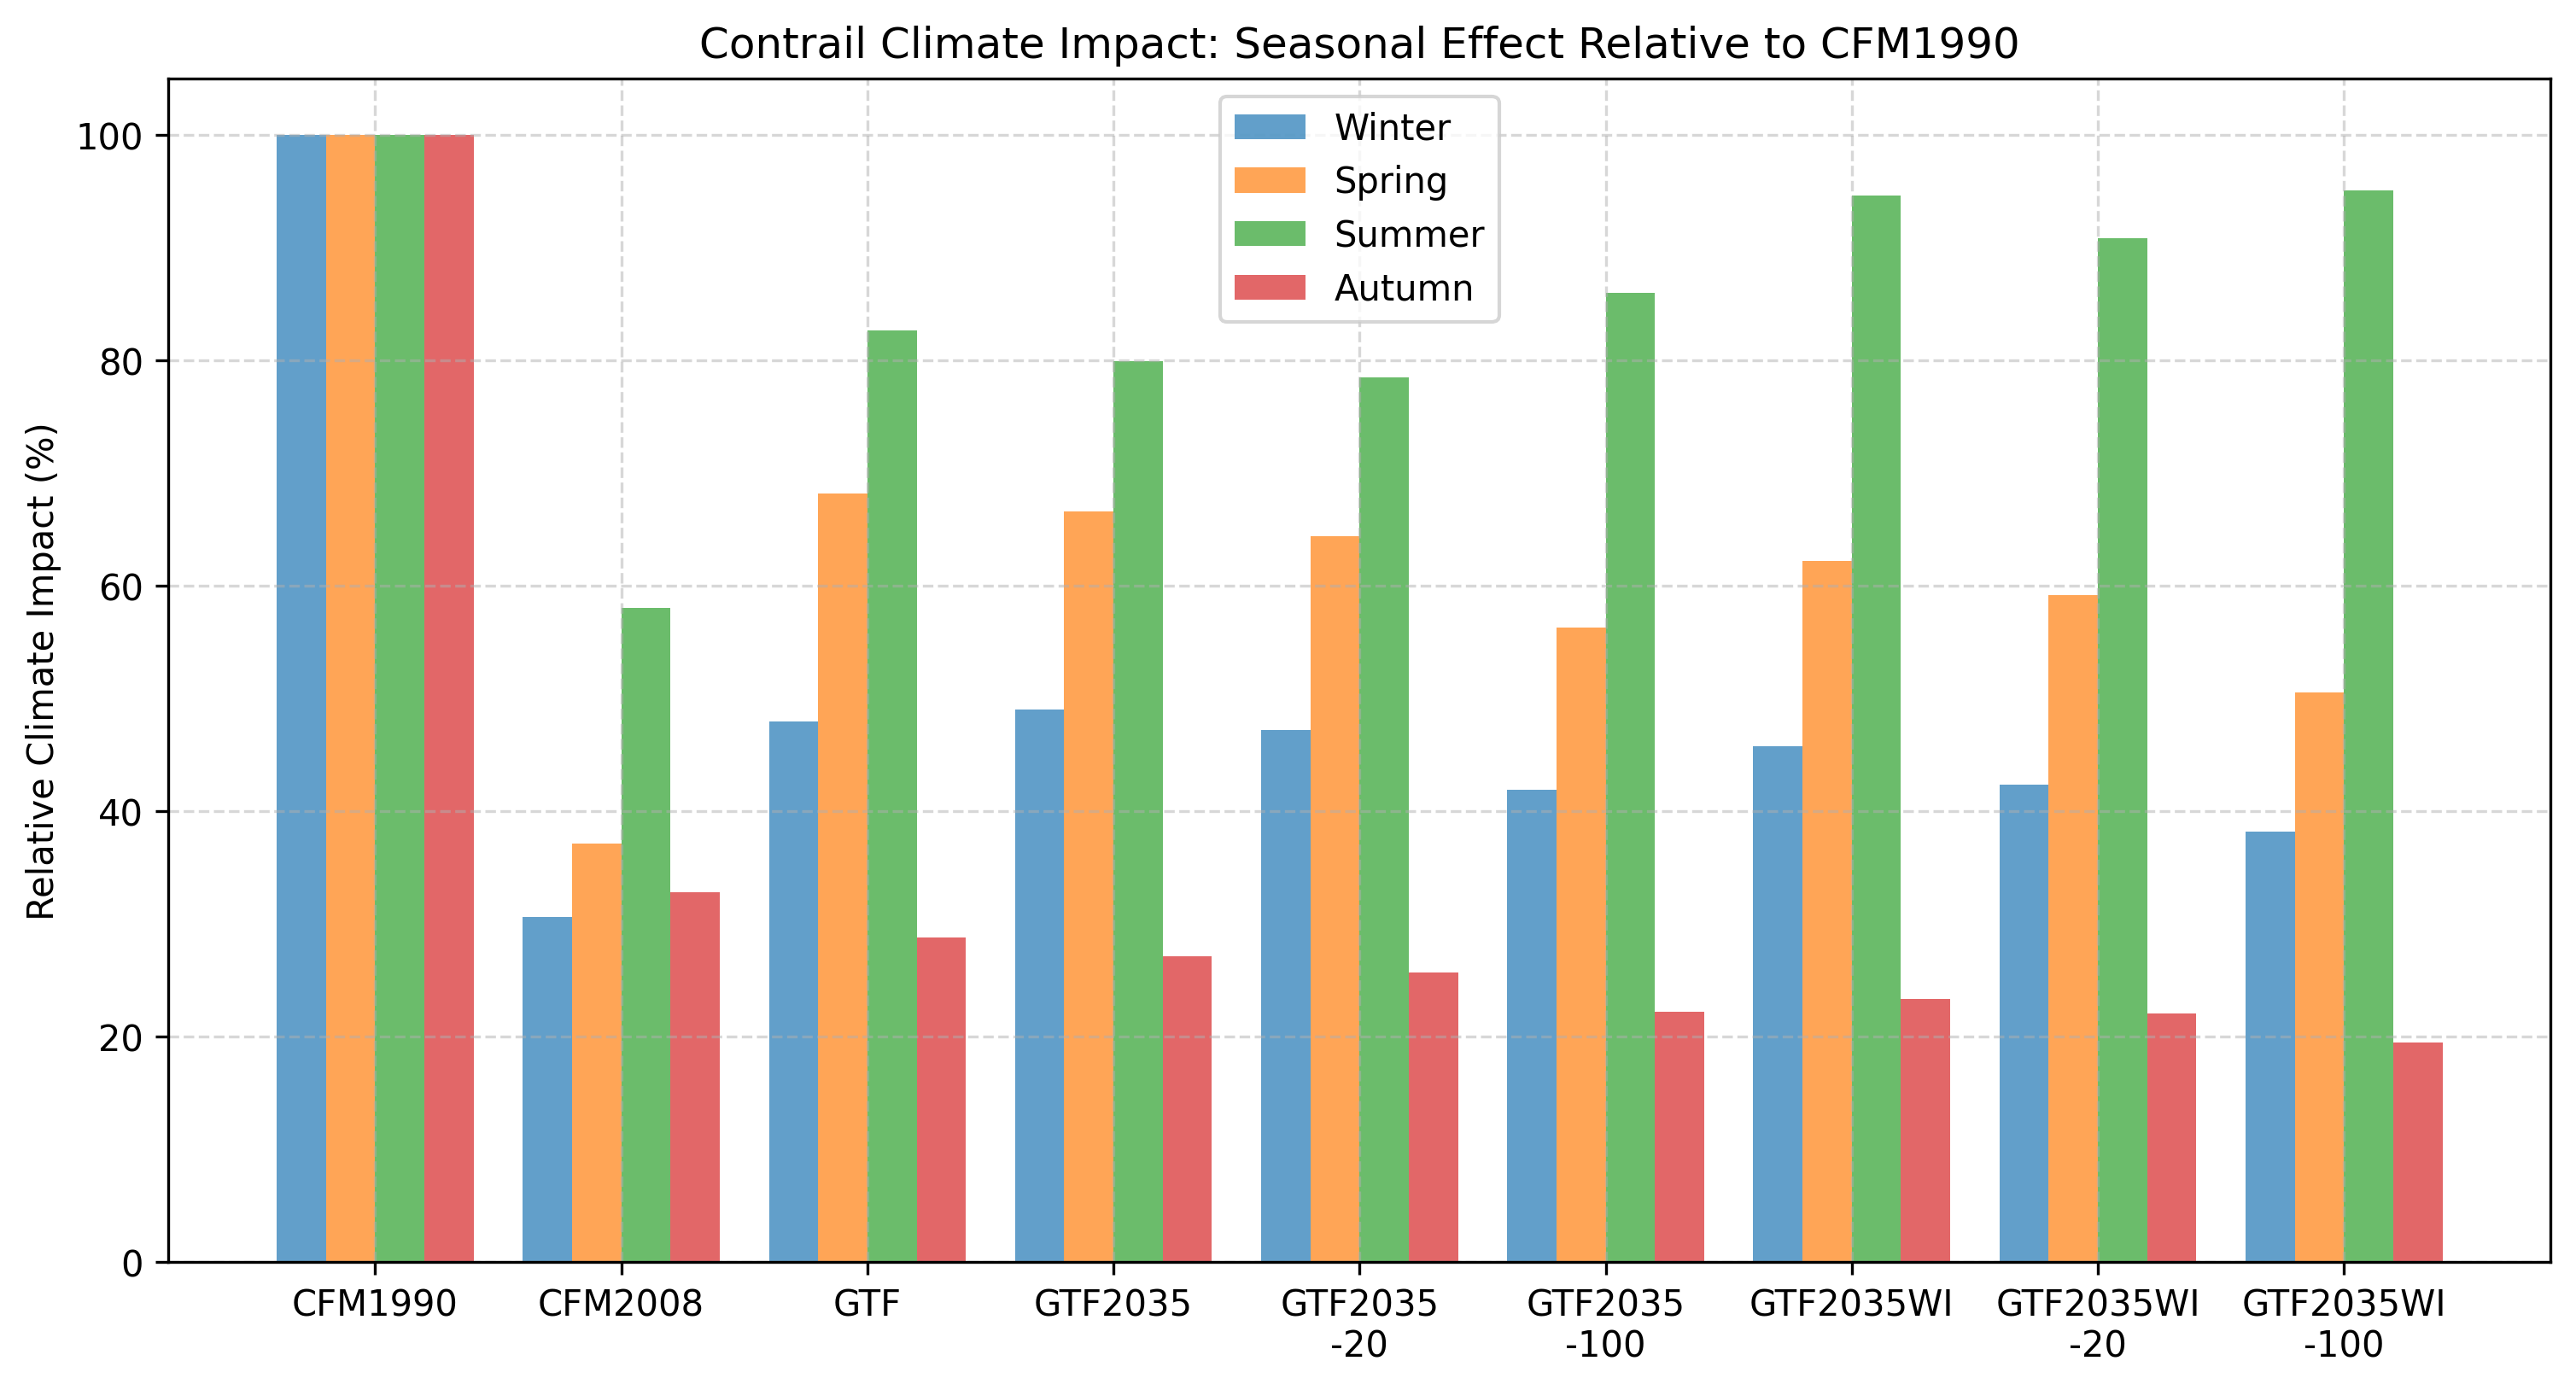 Contrail Climate Impact: Seasonal Effect Relative to CFM1990
Relative Climate Impact (%)
100
80
60
40
20
0
Winter
Spring
Summer
Autumn
CFM1990
CFM2008
GTF
GTF2035
GTF2035
-20
GTF2035
-100
GTF2035WI
GTF2035WI
-20
GTF2035WI
-100